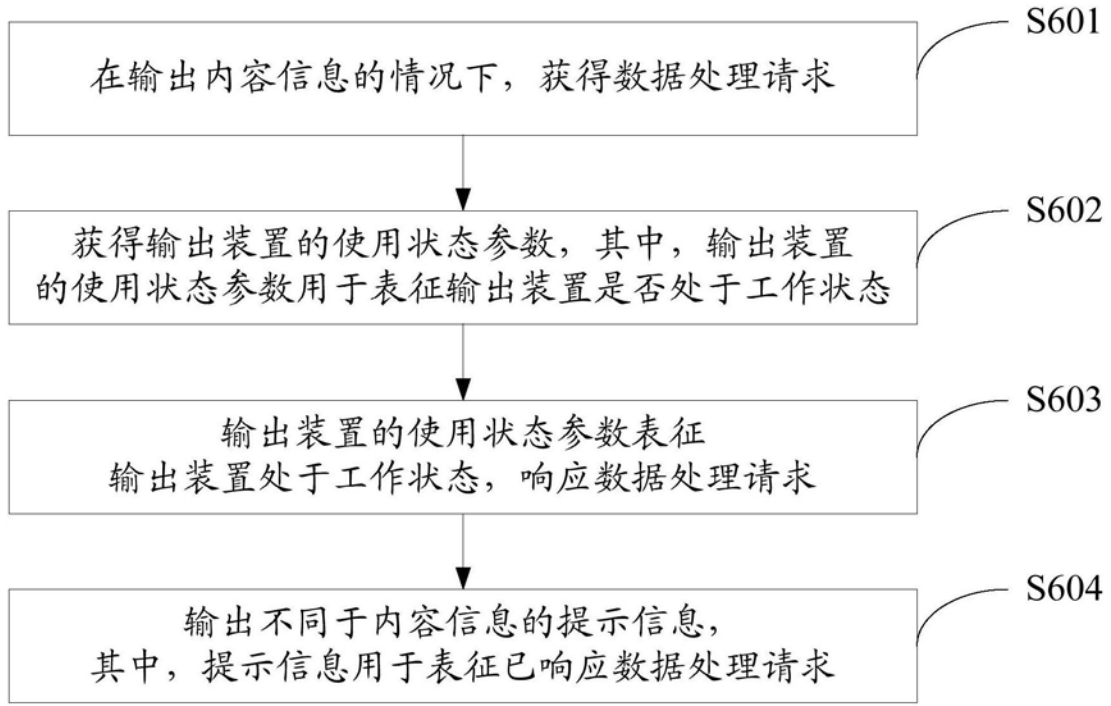 S601
在输出内容信息的情况下，获得数据处理请求
S602
获得输出装置的使用状态参数，其中，输出装置
的使用状态参数用于表征输出装置是否处于工作状态
S603
输出装置的使用状态参数表征
输出装置处于工作状态，响应数据处理请求
S604
输出不同于内容信息的提示信息，
其中，提示信息用于表征已响应数据处理请求